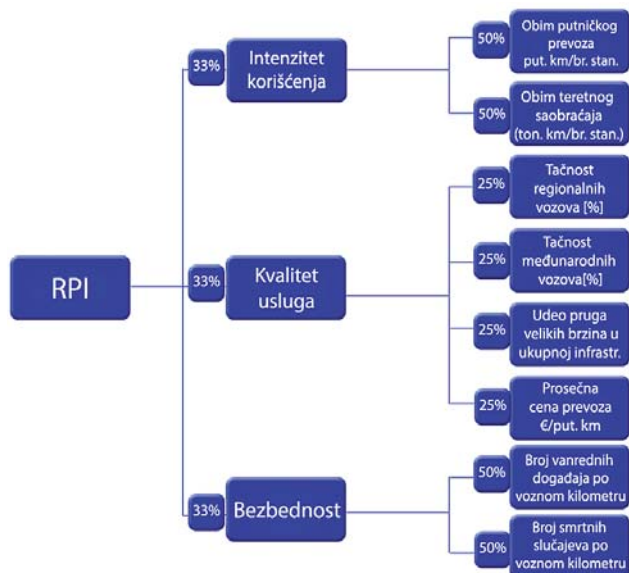 RPI
33%
Intenzitet
korišćenja
50%
Obim putničkog
prevoza
put. km/br. stan.
50%
Obim teretnog
saobraćaja
(ton. km/br. stan.)
33%
Kvalitet
usluga
25%
Tačnost
regionalnih
vozova [%]
25%
Tačnost
međunarodnih
vozova[%]
25%
Udeo pruga
velikih brzina u
ukupnoj infrastr.
25%
Prosečna
cena prevoza
€/put. km
33%
Bezbednost
50%
Broj vanrednih
događaja po
voznom kilometru
50%
Broj smrtnih
slučajeva po
voznom kilometru